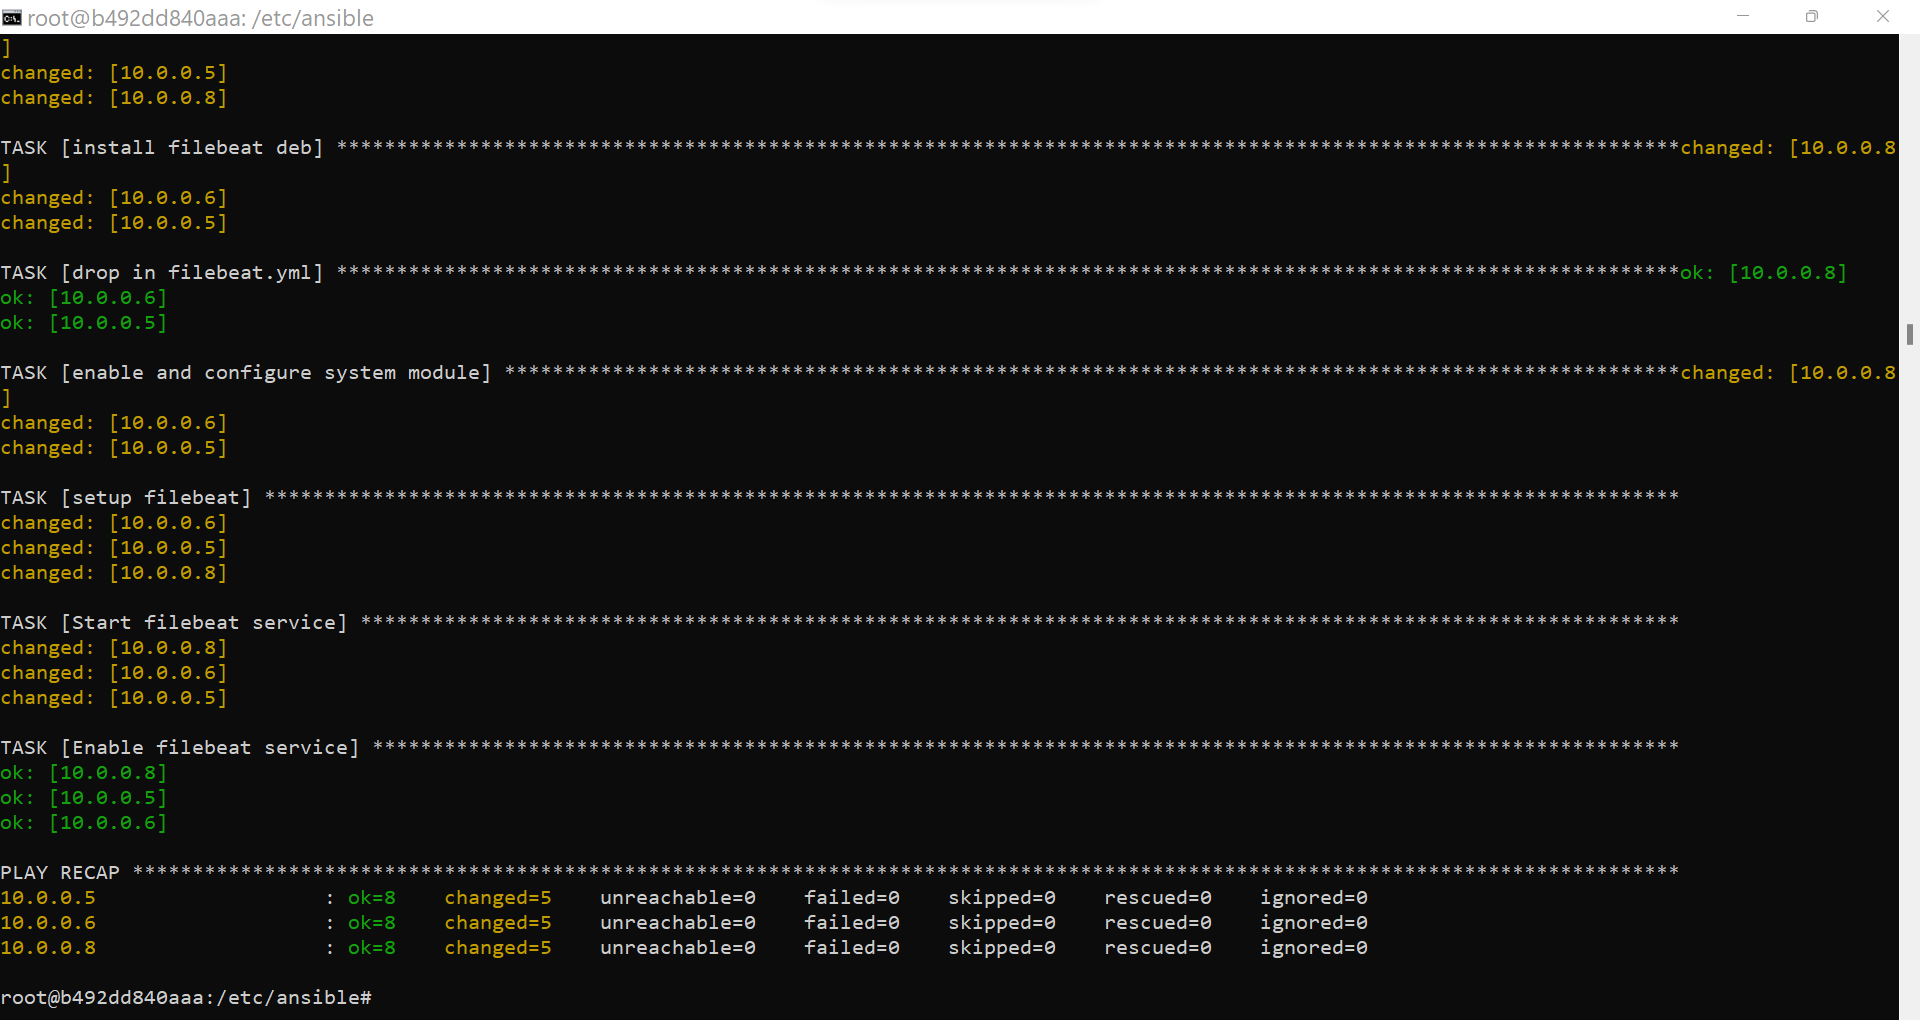 root@b492dd840aaa: /etc/ansible
]
changed: [10.0.0.5]
changed: [10.0.0.8]
TASK [install filebeat deb] ****************************************************************************************************************changed: [10.0.0.8
]
changed: [10.0.0.6]
changed: [10.0.0.5]
TASK [drop in filebeat.yml] ****************************************************************************************************************ok: [10.0.0.8]
ok: [10.0.0.6]
ok: [10.0.0.5]
TASK [enable and configure system module] **************************************************************************************************changed: [10.0.0.8
]
changed: [10.0.0.6]
changed: [10.0.0.5]
TASK [setup filebeat] **********************************************************************************************************************
changed: [10.0.0.6]
changed: [10.0.0.5]
changed: [10.0.0.8]
TASK [Start filebeat service] **************************************************************************************************************
changed: [10.0.0.8]
changed: [10.0.0.6]
changed: [10.0.0.5]
TASK [Enable filebeat service] *************************************************************************************************************
ok: [10.0.0.8]
ok: [10.0.0.5]
ok: [10.0.0.6]
PLAY RECAP *********************************************************************************************************************************
10.0.0.5                   : ok=8    changed=5    unreachable=0    failed=0    skipped=0    rescued=0    ignored=0
10.0.0.6                   : ok=8    changed=5    unreachable=0    failed=0    skipped=0    rescued=0    ignored=0
10.0.0.8                   : ok=8    changed=5    unreachable=0    failed=0    skipped=0    rescued=0    ignored=0
root@b492dd840aaa:/etc/ansible#